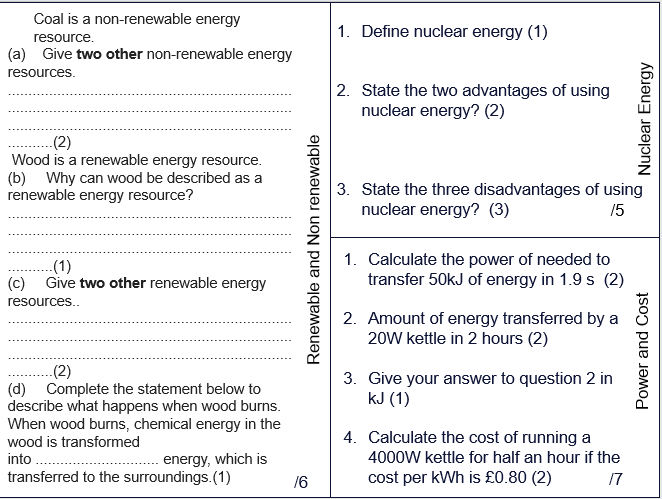 Coal is a non-renewable energy
resource.
(a) Give two other non-renewable energy
resources.
................................................................
................................................................
................................................................
...........(2)
Wood is a renewable energy resource.
(b) Why can wood be described as a
renewable energy resource?
................................................................
................................................................
................................................................
...........(1)
(c) Give two other renewable energy
resources..
................................................................
................................................................
................................................................
...........(2)
(d) Complete the statement below to
describe what happens when wood burns.
When wood burns, chemical energy in the
wood is transformed
into .............................. energy, which is
transferred to the surroundings.(1)
/6
Renewable and Non renewable
1. Define nuclear energy (1)
2. State the two advantages of using
nuclear energy? (2)
3. State the three disadvantages of using
nuclear energy? (3)
/5
Nuclear Energy
1. Calculate the power of needed to
transfer 50kJ of energy in 1.9 s (2)
2. Amount of energy transferred by a
20W kettle in 2 hours (2)
3. Give your answer to question 2 in
kJ (1)
4. Calculate the cost of running a
4000W kettle for half an hour if the
cost per kWh is £0.80 (2)
/7
Power and Cost